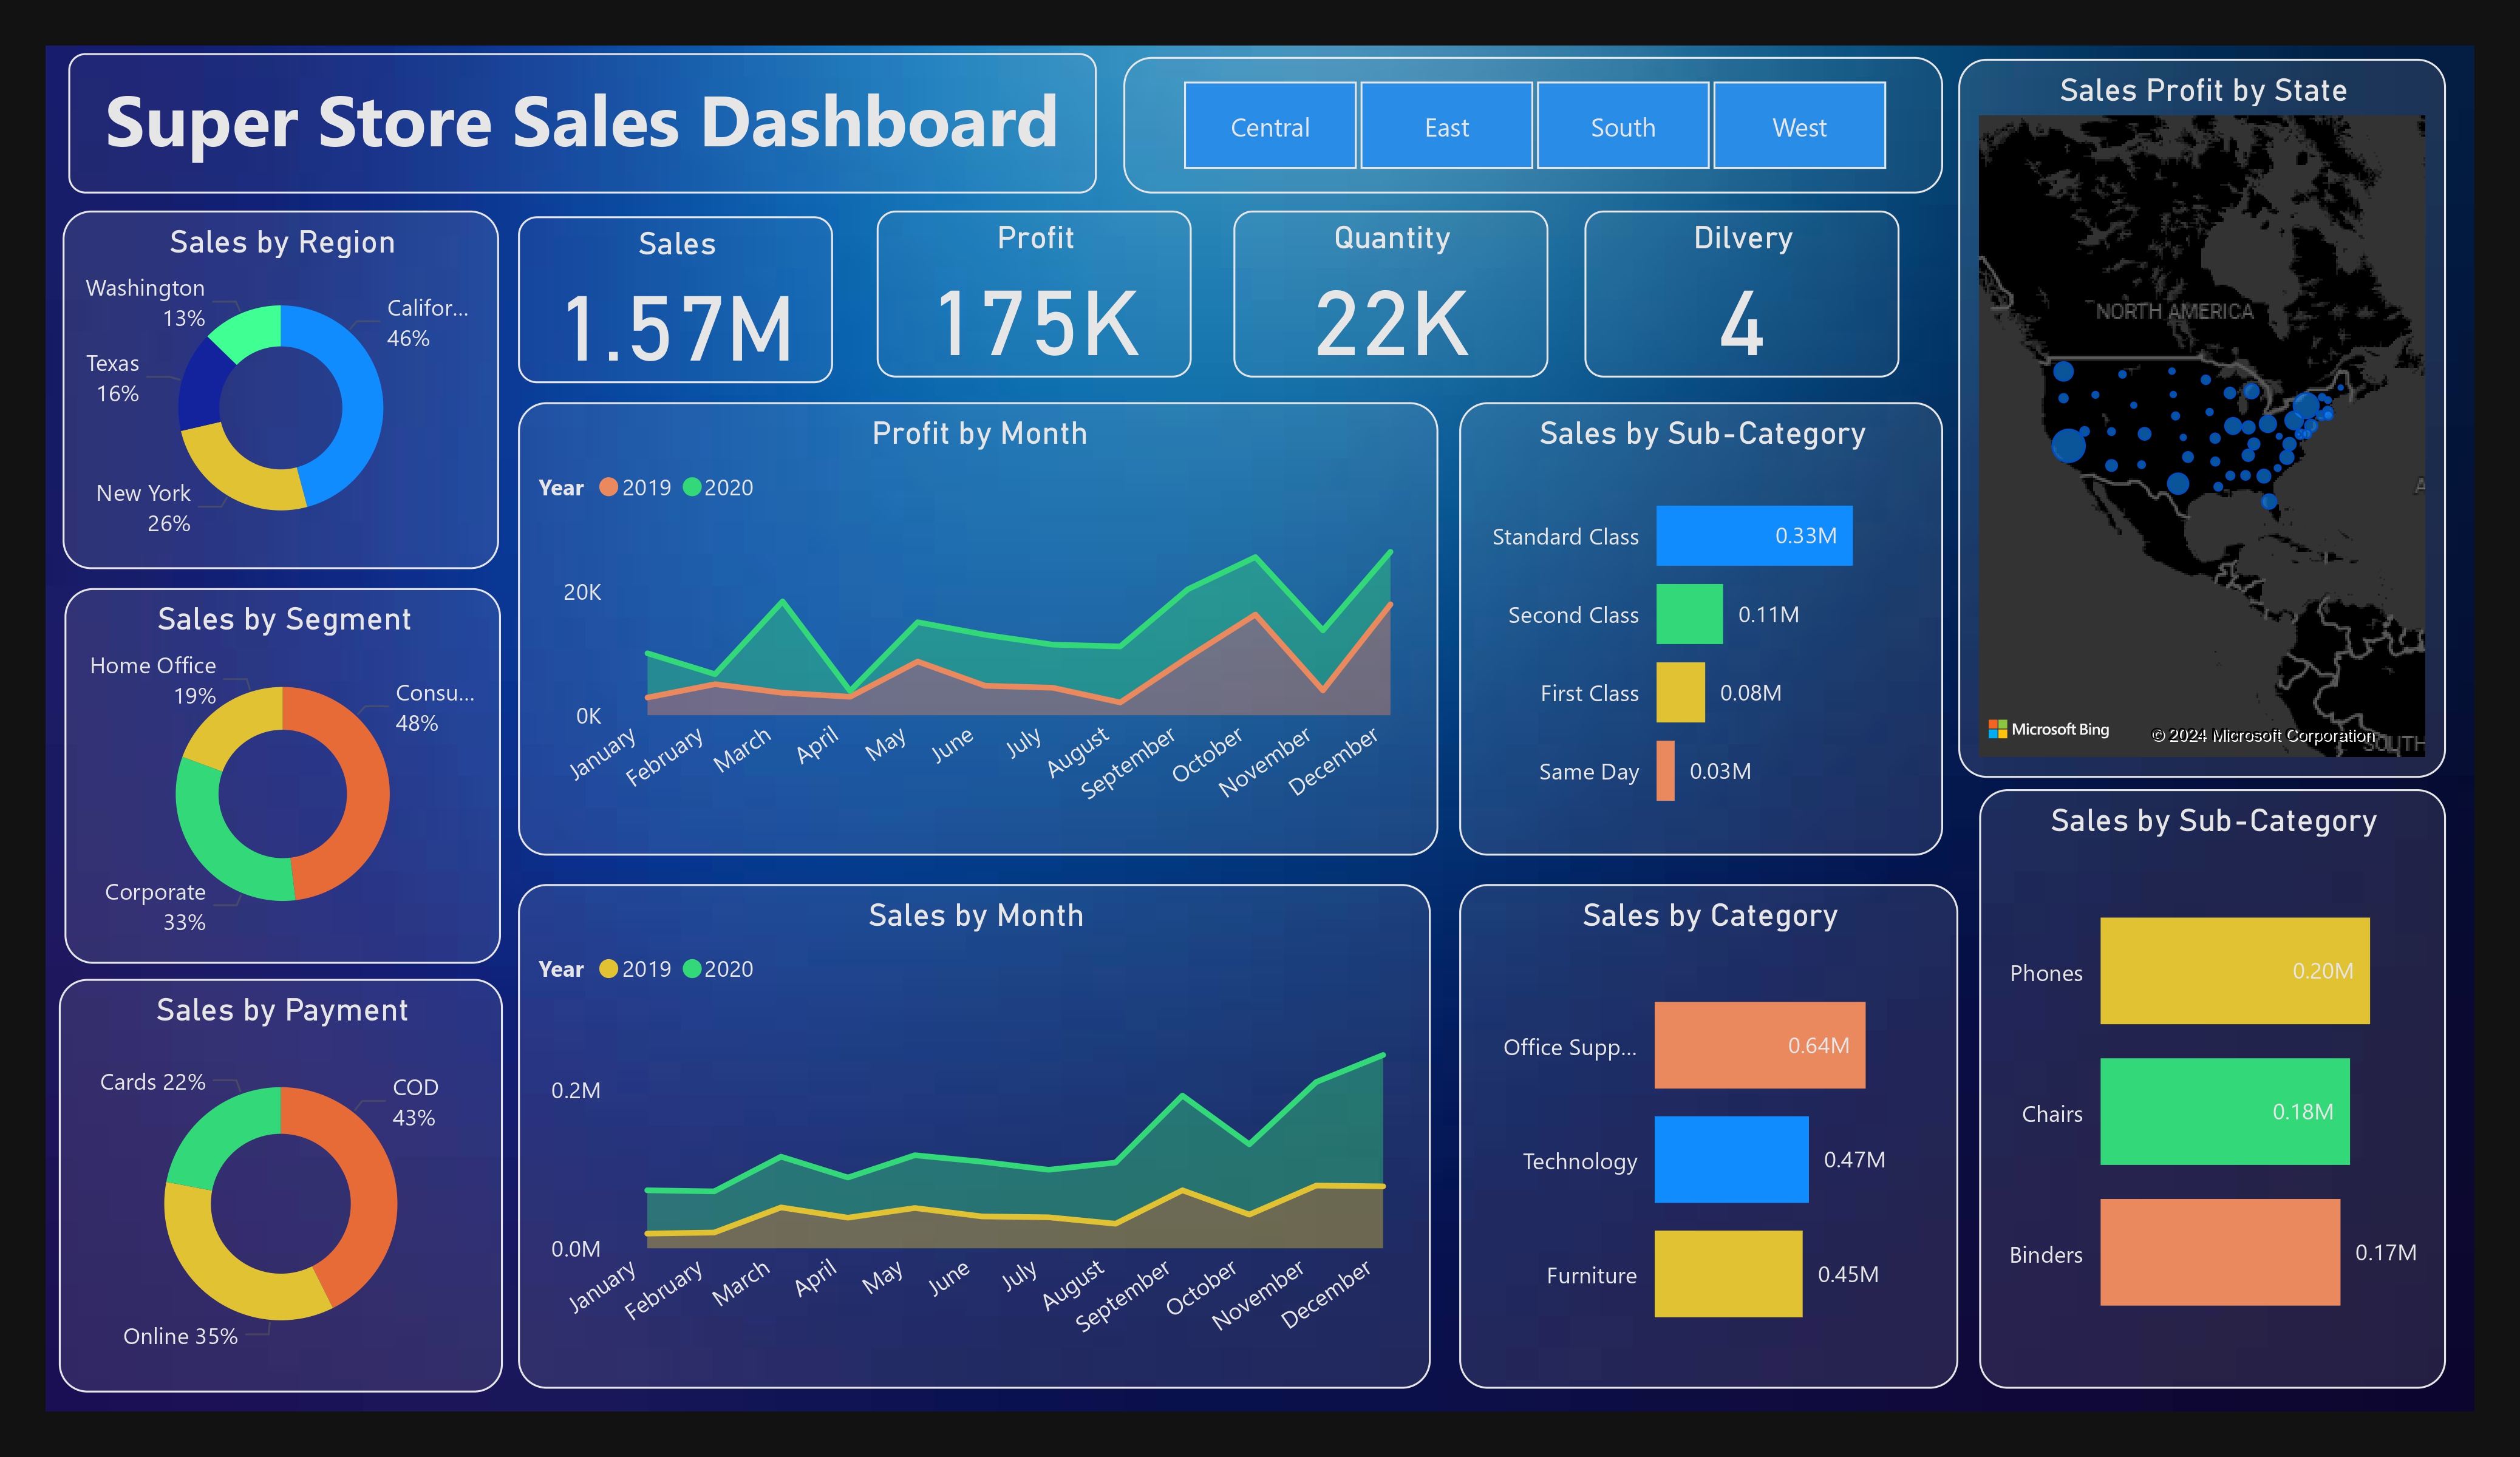 Super Store Sales Dashboard
Central
East
South
West
Sales Profit by State
NORTH AMERICA
A
Microsoft Bing
© 2024 Microsoft Corporation
SOUTH
Sales by Region
Washington
13%
Califor...
46%
Texas
16%
New York
26%
Sales
1.57M
Profit
175K
Quantity
22K
Dilvery
4
Sales by Segment
Home Office
19%
Consu...
48%
Corporate
33%
Sales by Payment
Cards 22%
COD
43%
Online 35%
Profit by Month
Year 2019 2020
20K
0K
January
February
March
April
May
June
July
August
September
October
November
December
Sales by Month
Year 2019 2020
0.2M
0.0M
January
February
March
April
May
June
July
August
September
October
November
December
Sales by Sub-Category
Standard Class 0.33M
Second Class 0.11M
First Class 0.08M
Same Day 0.03M
Sales by Category
Office Supp... 0.64M
Technology 0.47M
Furniture 0.45M
Sales by Sub-Category
Phones 0.20M
Chairs 0.18M
Binders 0.17M